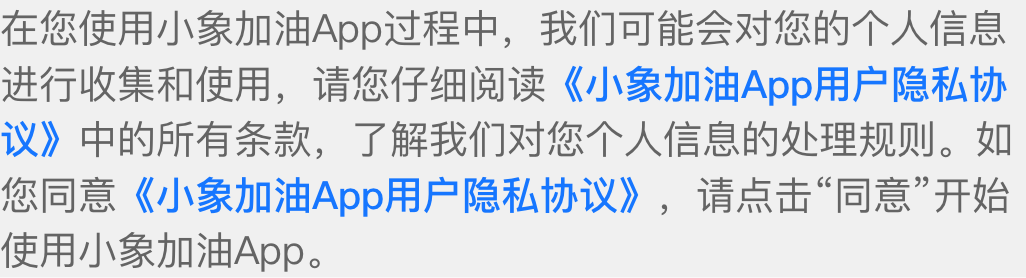 在您使用小象加油App过程中，我们可能会对您的个人信息
进行收集和使用，请您仔细阅读《小象加油App用户隐私协
议》中的所有条款，了解我们对您个人信息的处理规则。如
您同意《小象加油App用户隐私协议》，请点击“同意”开始
使用小象加油App。